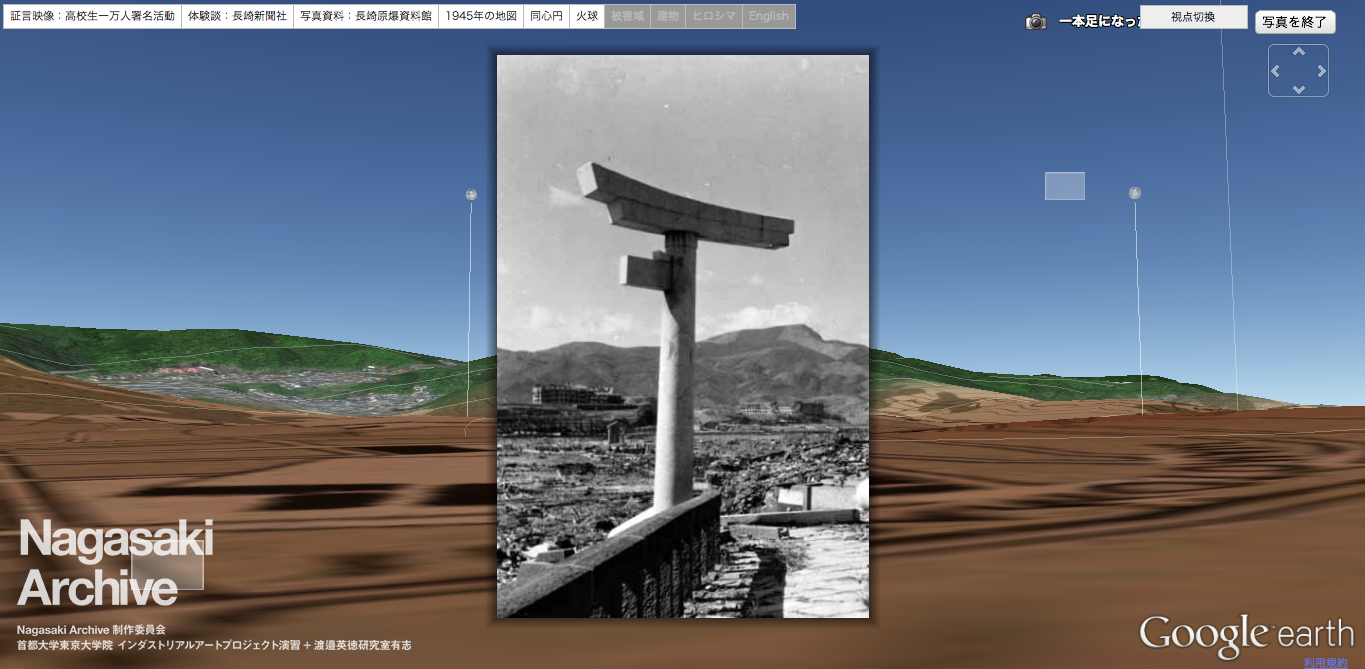 証言映像：高校生一万人署名活動 体験談：長崎新聞社 写真資料：長崎原爆資料館 1945年の地図 同心円 火球 被害域 建物 ヒロシマ English
一本足になっ
視点切換
写真を終了
Nagasaki
Archive
Nagasaki Archive 制作委員会
首都大学東京大学院 インダストリアルアートプロジェクト演習 + 渡邉英徳研究室有志
Google earth
利用規約